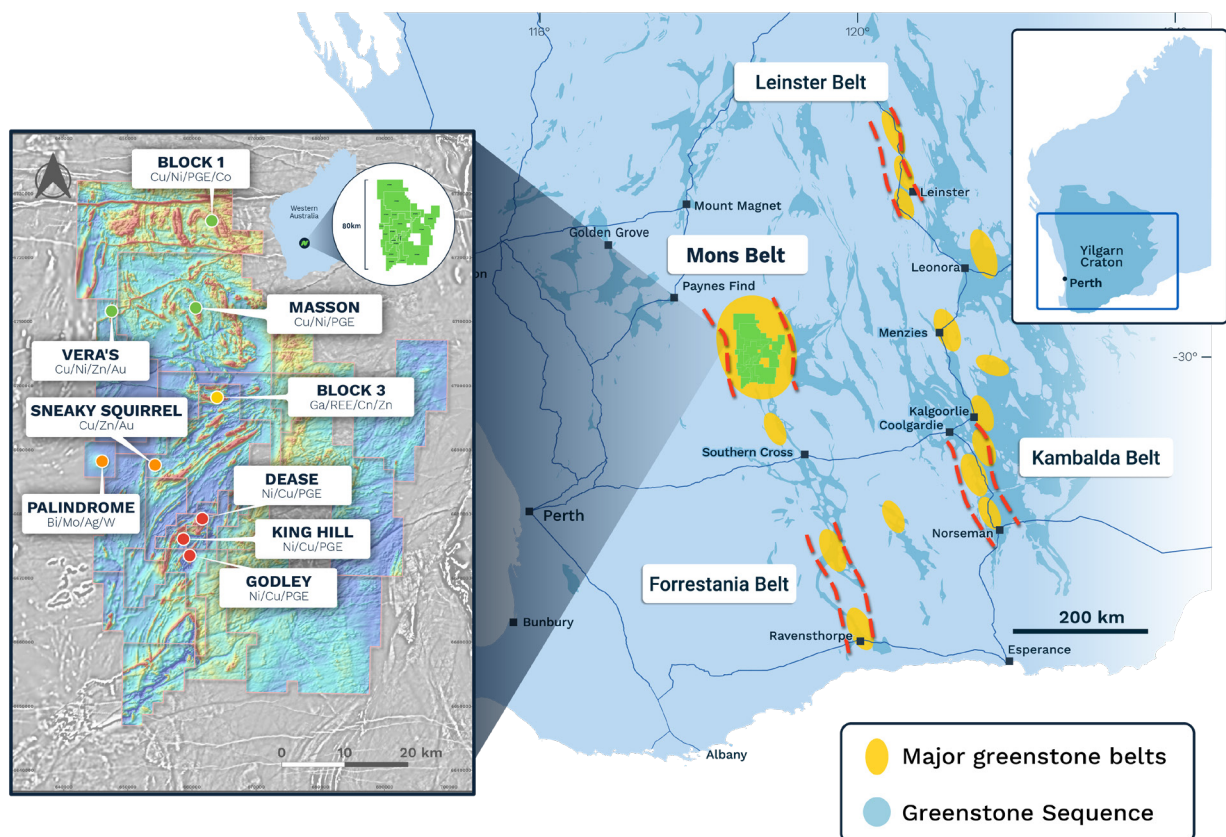 118°
120°
Leinster Belt
Leinster
Mount Magnet
Golden Grove
Mons Belt
Leonora
Paynes Find
Menzies
-30°
Kalgoorlie
Coolgardie
Southern Cross
Kambalda Belt
Perth
Norseman
Forrestania Belt
Bunbury
Ravensthorpe
200 km
Esperance
Albany
Yilgarn
Craton
Perth
Major greenstone belts
Greenstone Sequence
BLOCK 1
Cu/Ni/PGE/Co
Western
Australia
80km
MASSON
Cu/Ni/PGE
VERA'S
Cu/Ni/Zn/Au
BLOCK 3
Ga/REE/Cn/Zn
SNEAKY SQUIRREL
Cu/Zn/Au
DEASE
Ni/Cu/PGE
PALINDROME
Bi/Mo/Ag/W
KING HILL
Ni/Cu/PGE
GODLEY
Ni/Cu/PGE
0 10 20 km